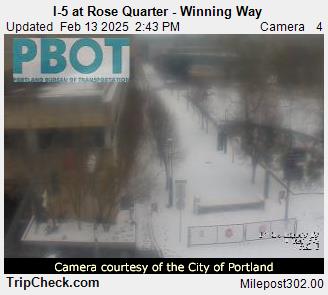 I-5 at Rose Quarter - Winning Way
Updated  Feb 13 2025  2:43 PM    Camera  4
PBOT
PORTLAND BUREAU OF TRANSPORTATION
Camera courtesy of the City of Portland
TripCheck.com    Milepost302.00